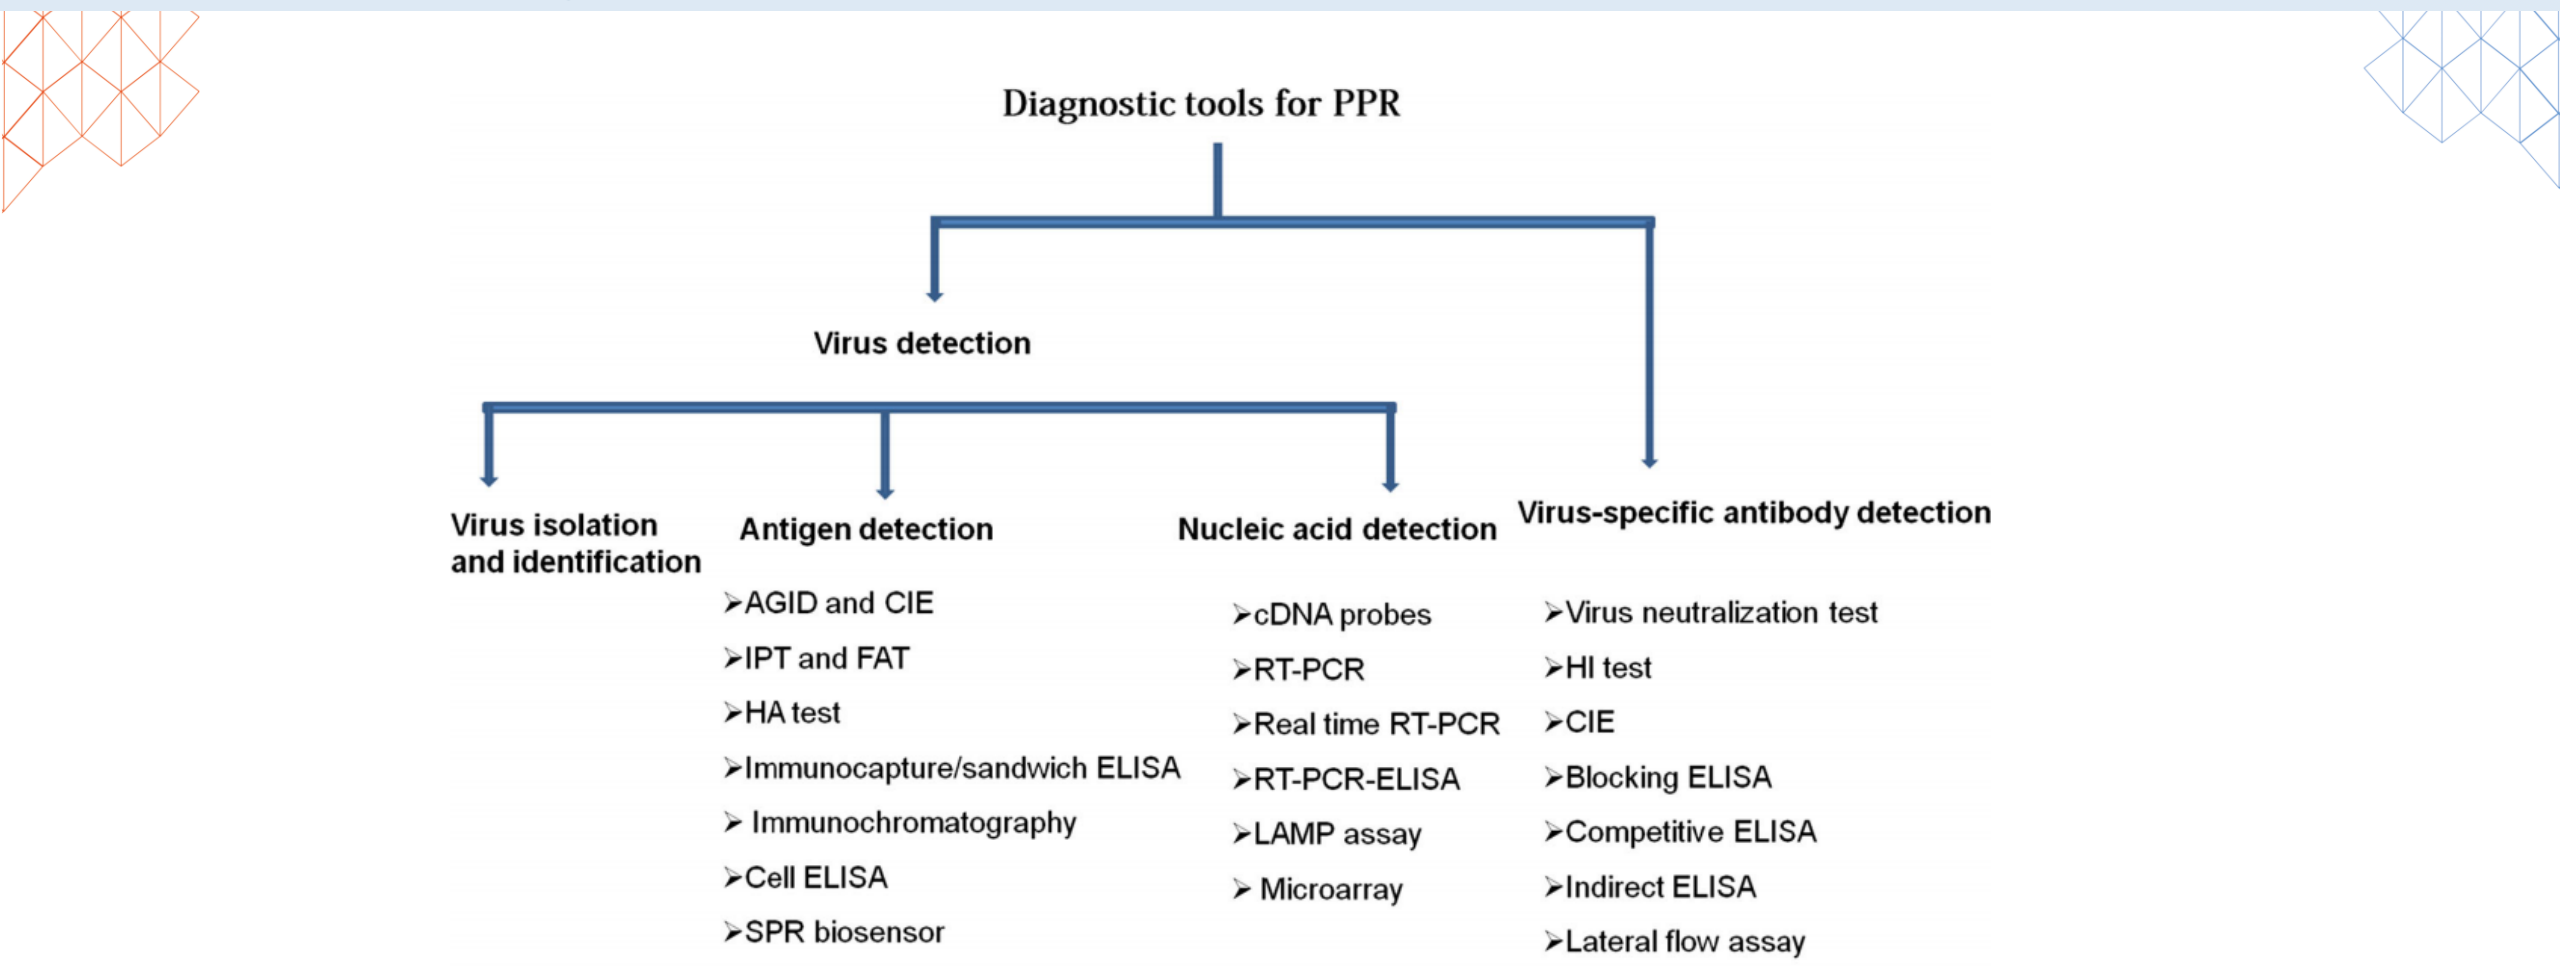 Diagnostic tools for PPR
Virus detection
Virus isolation
and identification
Antigen detection
➢AGID and CIE
➢IPT and FAT
➢HA test
➢Immunocapture/sandwich ELISA
➢ Immunochromatography
➢Cell ELISA
➢SPR biosensor
Nucleic acid detection
➢cDNA probes
➢RT-PCR
➢Real time RT-PCR
➢RT-PCR-ELISA
➢LAMP assay
➢ Microarray
Virus-specific antibody detection
➢Virus neutralization test
➢HI test
➢CIE
➢Blocking ELISA
➢Competitive ELISA
➢Indirect ELISA
➢Lateral flow assay